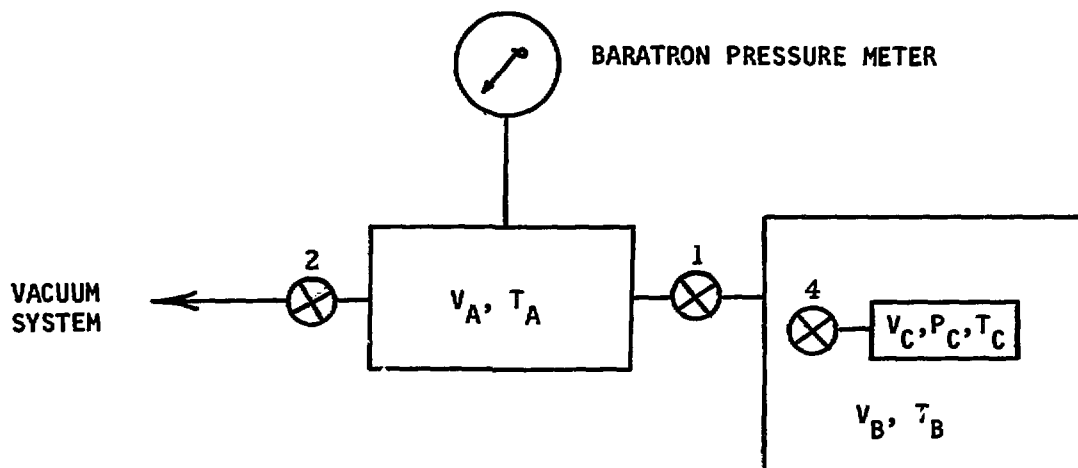 BARATRON PRESSURE METER
2
1
VACUUM
SYSTEM
V_A, T_A
4
V_C, P_C, T_C
V_B, T_B